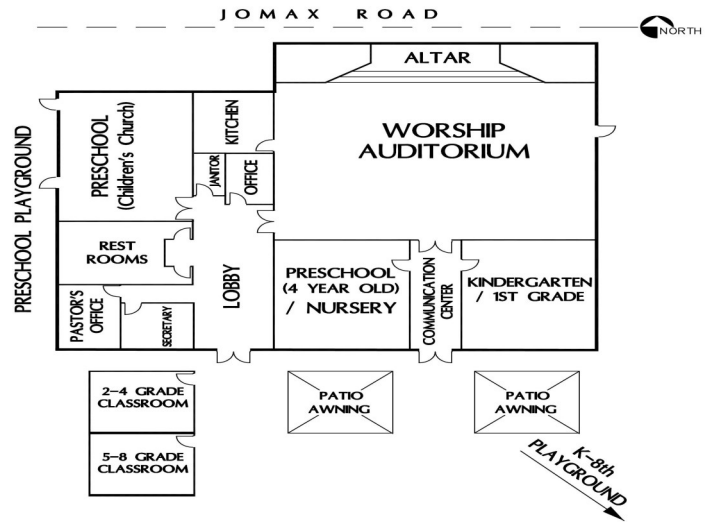 JOMAX ROAD
NORTH
ALTAR
WORSHIP
AUDITORIUM
KITCHEN
PRESCHOOL
(Children's Church)
PRESCHOOL PLAYGROUND
JANITOR
OFFICE
REST
ROOMS
LOBBY
PRESCHOOL
(4 YEAR OLD)
/ NURSERY
COMMUNICATION
CENTER
KINDERGARTEN
/ 1ST GRADE
PASTOR'S
OFFICE
SECRETARY
2-4 GRADE
CLASSROOM
PATIO
AWNING
PATIO
AWNING
5-8 GRADE
CLASSROOM
K-8th
PLAYGROUND